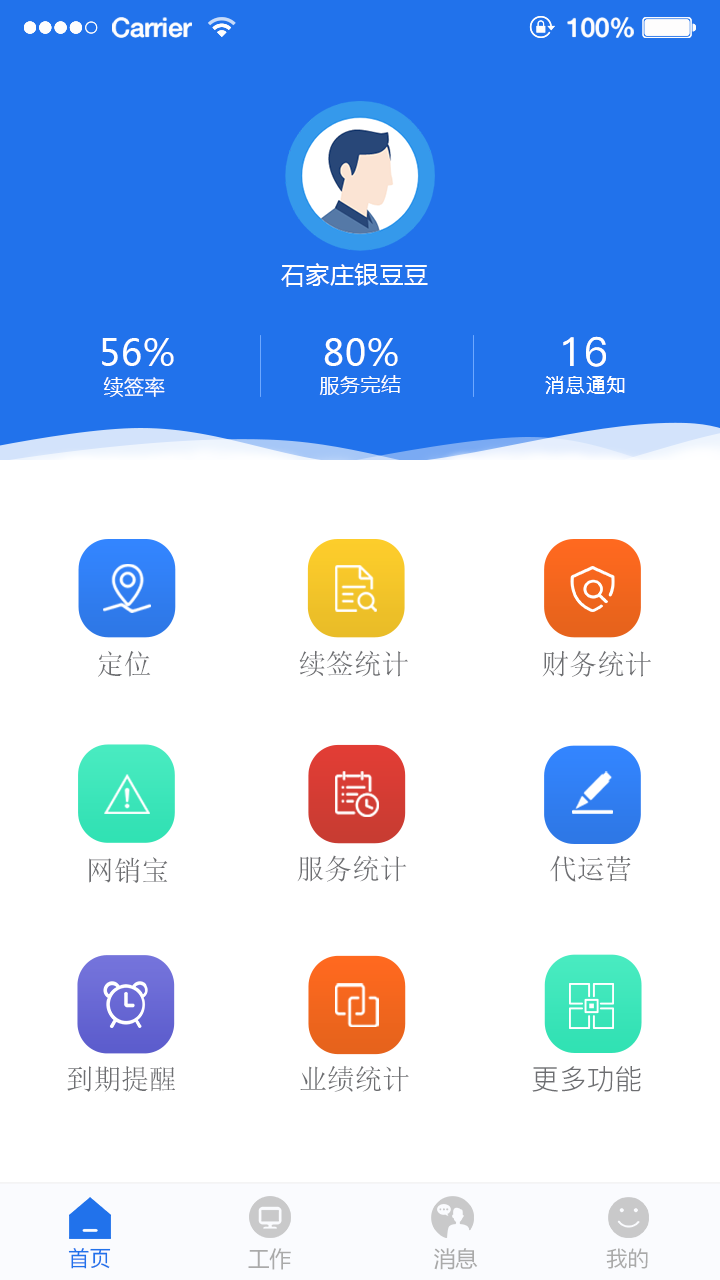 Carrier 100%
石家庄银豆豆
56% 80% 16
续签率 服务完结 消息通知
定位 续签统计 财务统计
网销宝 服务统计 代运营
到期提醒 业绩统计 更多功能
首页 工作 消息 我的